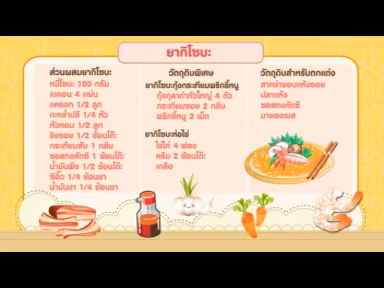 ยากิโซบะ
ส่วนผสมยากิโซบะ
หมี่โซบะ 100 กรัม
เบคอน 4 แผ่น
แครอท 1/2 ลูก
กะหล่ำปลี 1/4 หัว
หัวหอม 1/2 ลูก
ขิงซอย 1/2 ช้อนโต๊ะ
กระเทียมสับ 1 กลีบ
ซอสทงคัตซึ 1 ช้อนโต๊ะ
น้ำมันพืช 1/2 ช้อนโต๊ะ
ซีอิ๊ว 1/4 ช้อนชา
น้ำมันงา 1/4 ช้อนชา
วัตถุดิบพิเศษ
ยากิโซบะกุ้งกระเทียมพริกขี้หนู
กุ้งกุลาดำตัวใหญ่ 4 ตัว
กระเทียมซอย 2 กลีบ
พริกขี้หนู 2 เม็ด
ยากิโซบะห่อไข่
ไข่ไก่ 4 ฟอง
ครีม 2 ช้อนโต๊ะ
เกลือ
วัตถุดิบสำหรับตกแต่ง
สาหร่ายอบแห้งซอย
ปลาแห้ง
ซอสทงคัตซึ
มายองเนส